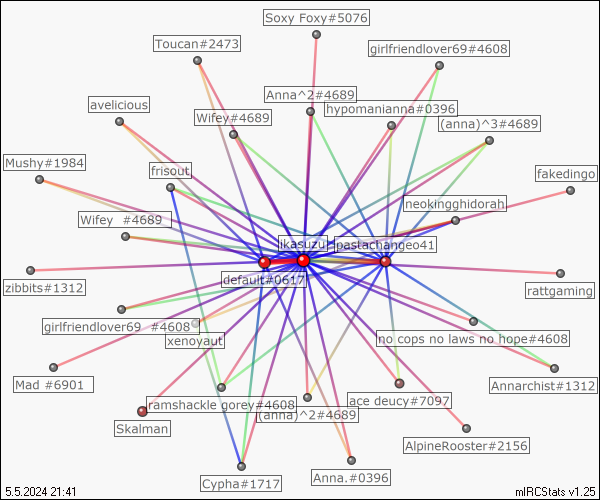 Soxy Foxy#5076
Toucan#2473
girlfriendlover69#4608
Anna^2#4689
avelicious
hypomanianna#0396
Wifey#4689
(anna)^3#4689
Mushy#1984
frisout
fakedingo
neokingghidorah
Wifey  #4689
ikasuzu
pastachangeo41
default#0617
zibbits#1312
rattgaming
girlfriendlover69  #4608
xenoyaut
no cops no laws no hope#4608
Mad #6901
Annarchist#1312
ramshackle gorey#4608
ace deucy#7097
(anna)^2#4689
Skalman
AlpineRooster#2156
Cypha#1717
Anna.#0396
5.5.2024 21:41
mIRCStats v1.25